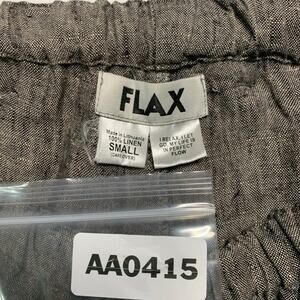 FLAX
Made in Lithuania
100% LINEN
SMALL
(CARE OVER)
I RELAX, I LET
GO. MY LIFE IS
IN PERFECT
FLOW
AA0415